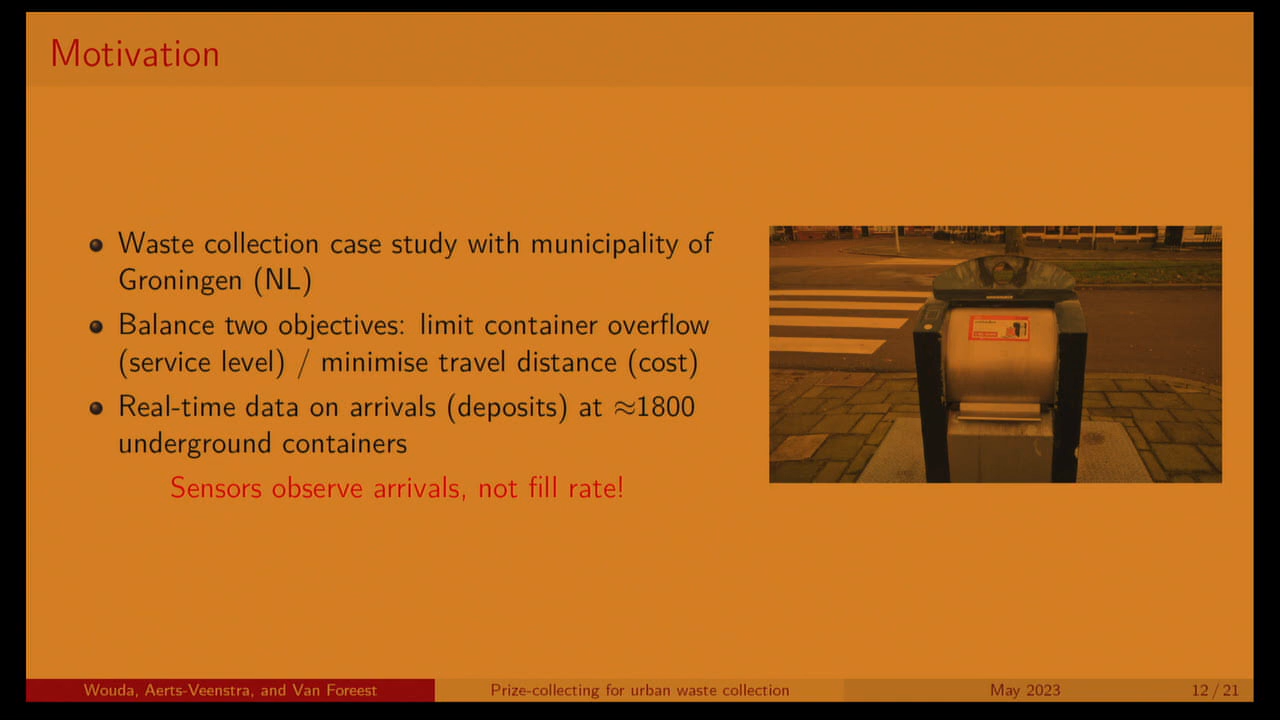 Motivation
Waste collection case study with municipality of
Groningen (NL)
Balance two objectives: limit container overflow
(service level) / minimise travel distance (cost)
Real-time data on arrivals (deposits) at ≈1800
underground containers
Sensors observe arrivals, not fill rate!
Wouda, Aerts-Veenstra, and Van Foreest
Prize-collecting for urban waste collection
May 2023
12 / 21